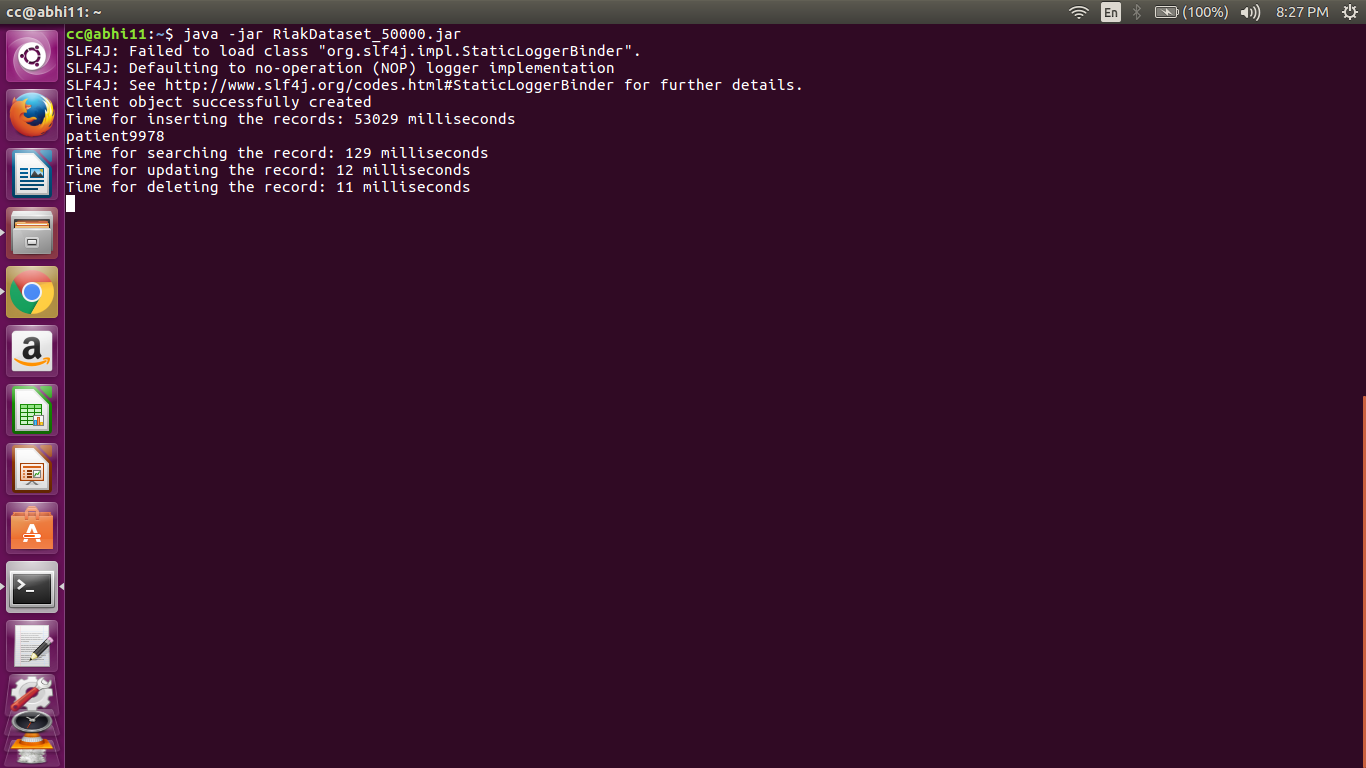 cc@abhi11: ~
En
(100%)
8:27 PM
cc@abhi11:~$ java -jar RiakDataset_50000.jar
SLF4J: Failed to load class "org.slf4j.impl.StaticLoggerBinder".
SLF4J: Defaulting to no-operation (NOP) logger implementation
SLF4J: See http://www.slf4j.org/codes.html#StaticLoggerBinder for further details.
Client object successfully created
Time for inserting the records: 53029 milliseconds
patient9978
Time for searching the record: 129 milliseconds
Time for updating the record: 12 milliseconds
Time for deleting the record: 11 milliseconds